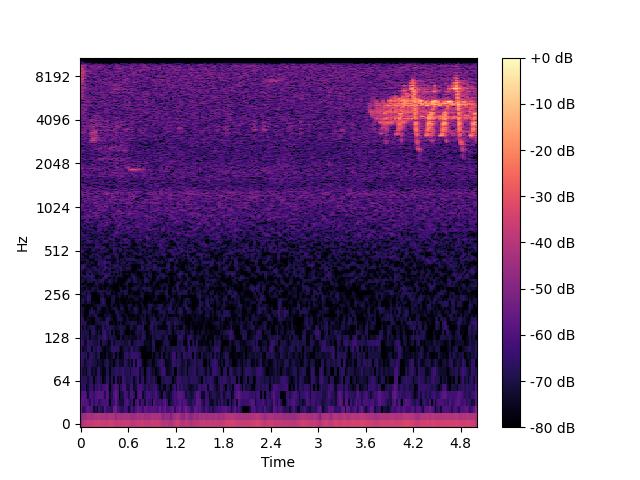 8192
4096
2048
1024
512
256
128
64
0
Hz
0 0.6 1.2 1.8 2.4 3 3.6 4.2 4.8
Time
+0 dB
-10 dB
-20 dB
-30 dB
-40 dB
-50 dB
-60 dB
-70 dB
-80 dB